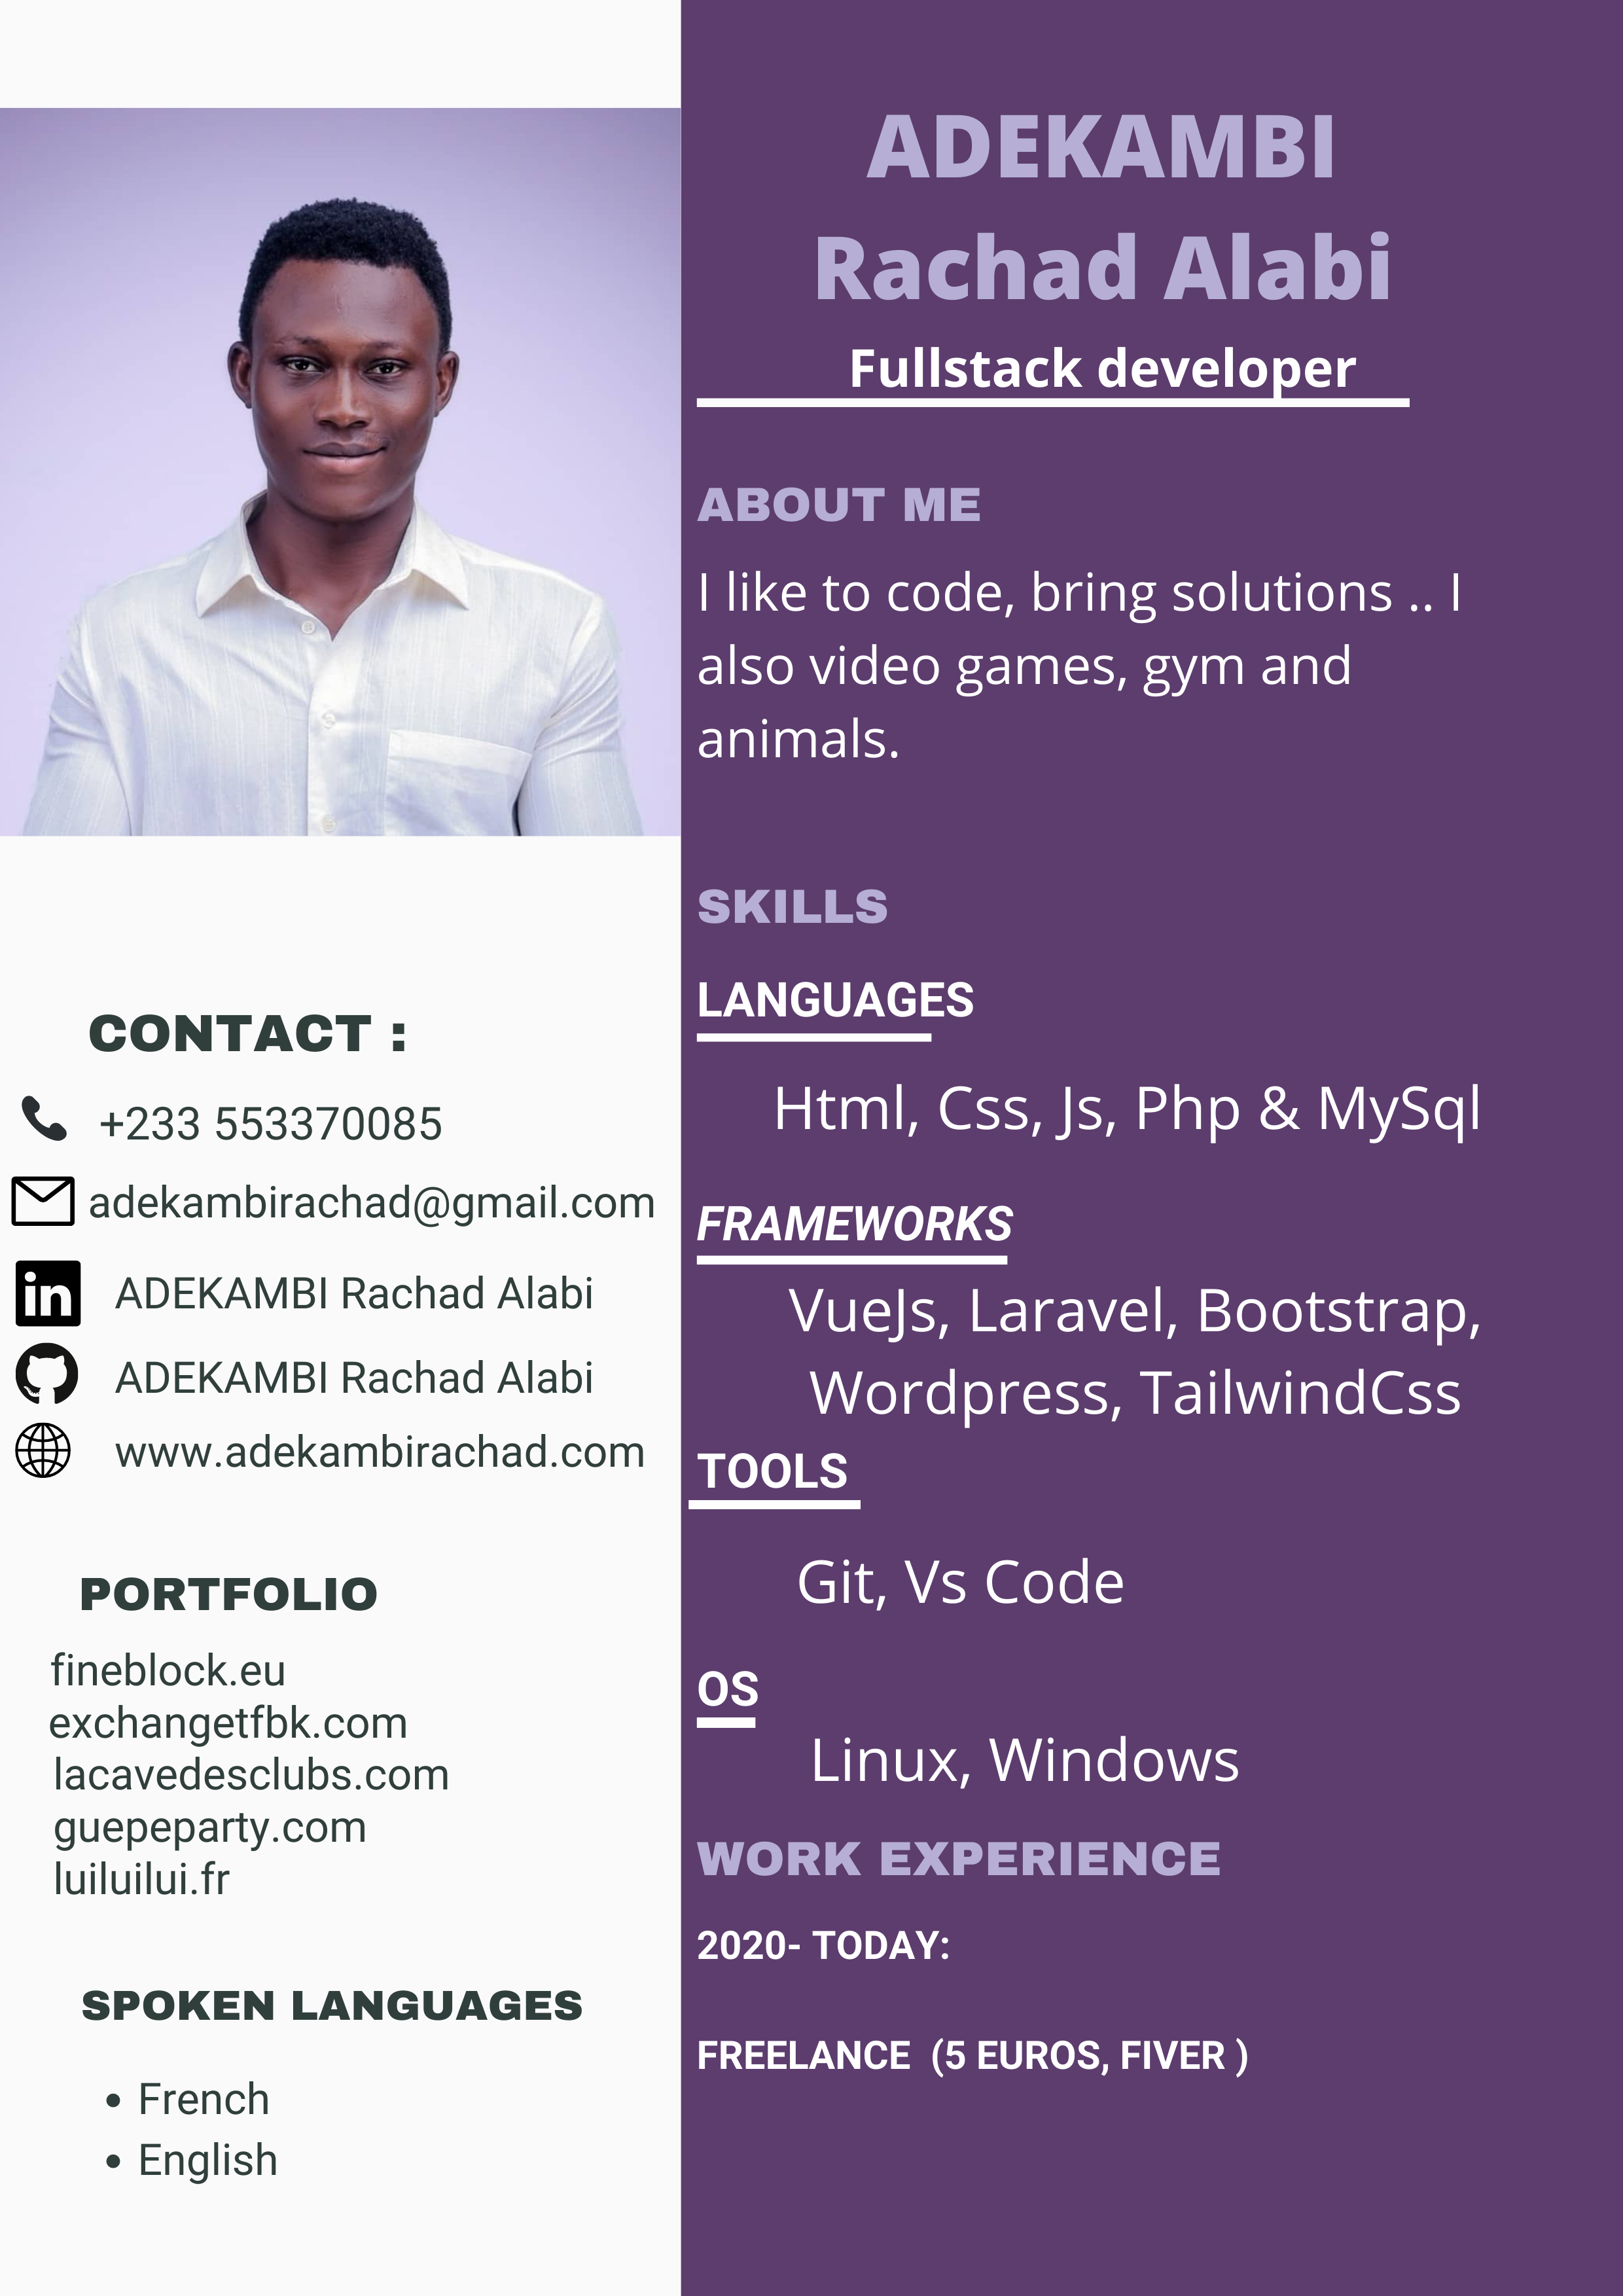 ADEKAMBI
Rachad Alabi
Fullstack developer
ABOUT ME
I like to code, bring solutions .. I
also video games, gym and
animals.
SKILLS
LANGUAGES
Html, Css, Js, Php & MySql
FRAMEWORKS
VueJs, Laravel, Bootstrap,
Wordpress, TailwindCss
TOOLS
Git, Vs Code
OS
Linux, Windows
WORK EXPERIENCE
2020- TODAY:
FREELANCE (5 EUROS, FIVER )
CONTACT :
+233 553370085
adekambirachad@gmail.com
in
ADEKAMBI Rachad Alabi
ADEKAMBI Rachad Alabi
www.adekambirachad.com
PORTFOLIO
fineblock.eu
exchangetfbk.com
lacavedesclubs.com
guepeparty.com
luiluilui.fr
SPOKEN LANGUAGES
• French
• English